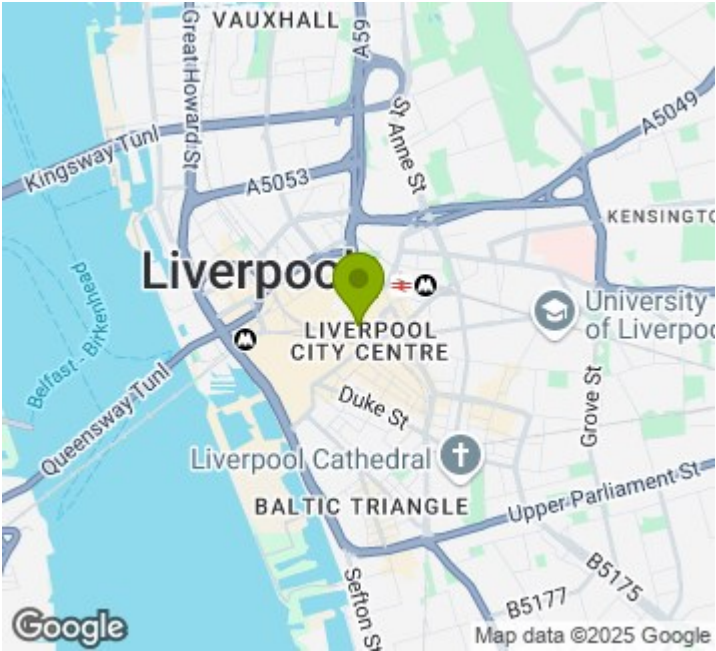 VAUXHALL
A59
Great Howard St
St Anne St
A5049
Kingsway Tunl
A5053
KENSINGTO
Liverpool
University
of Liverpoo
LIVERPOOL
CITY CENTRE
Belfast - Birkenhead
Queensway Tunl
Duke St
Grove St
Liverpool Cathedral
BALTIC TRIANGLE
Upper Parliament St
Sefton St
B5175
B5177
Google
Map data ©2025 Google